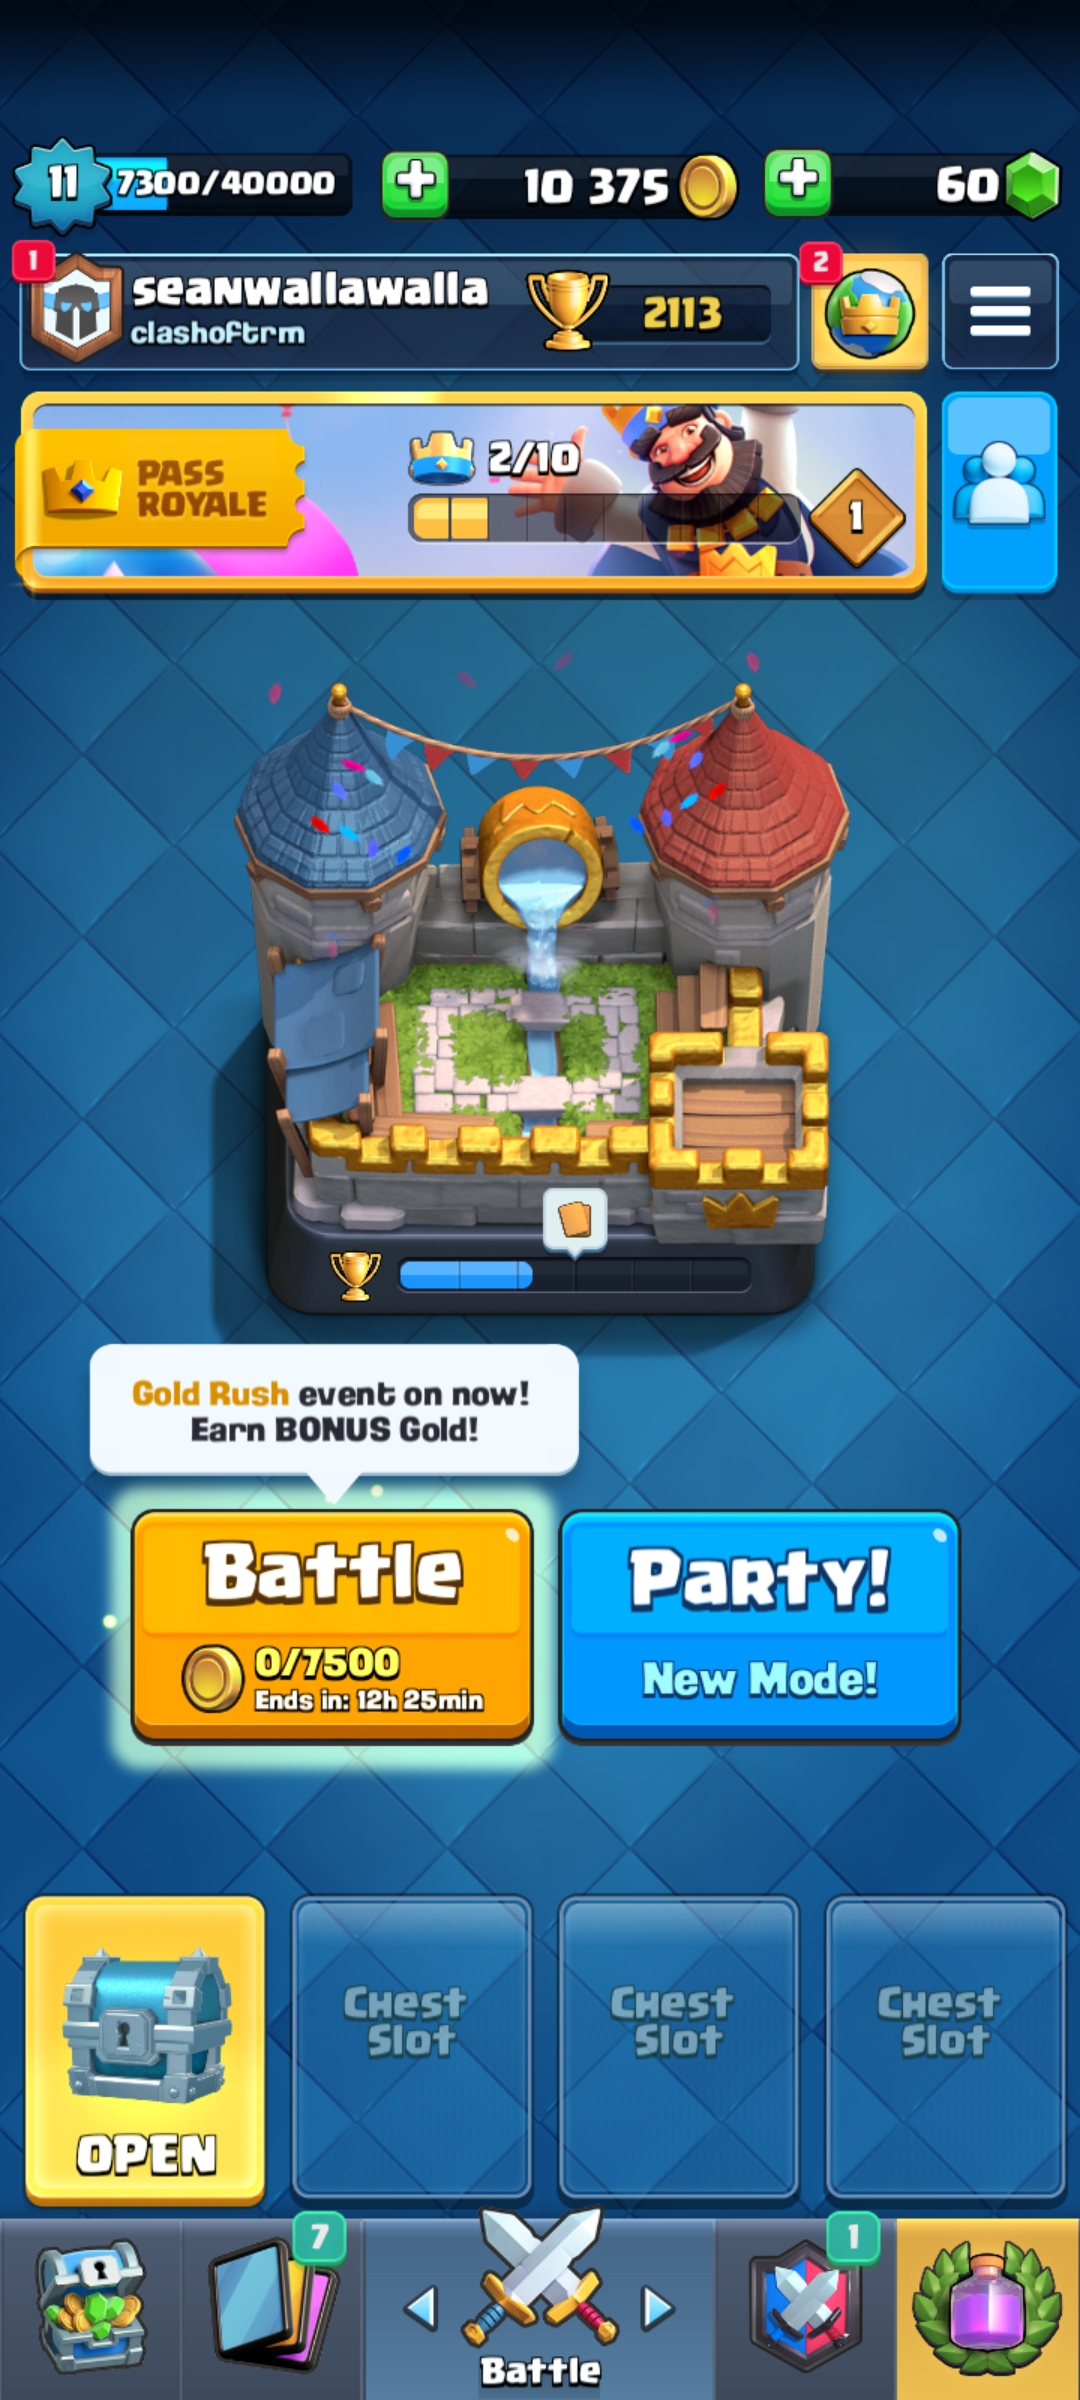 11
7300/40000
10 375
60
1
seanwallawalla
clashoftrm
2113
2
PASS
ROYALE
2/10
1
Gold Rush event on now!
Earn BONUS Gold!
Battle
0/7500
Ends in: 12h 25min
Party!
New Mode!
OPEN
Chest
Slot
Chest
Slot
Chest
Slot
7
1
Battle